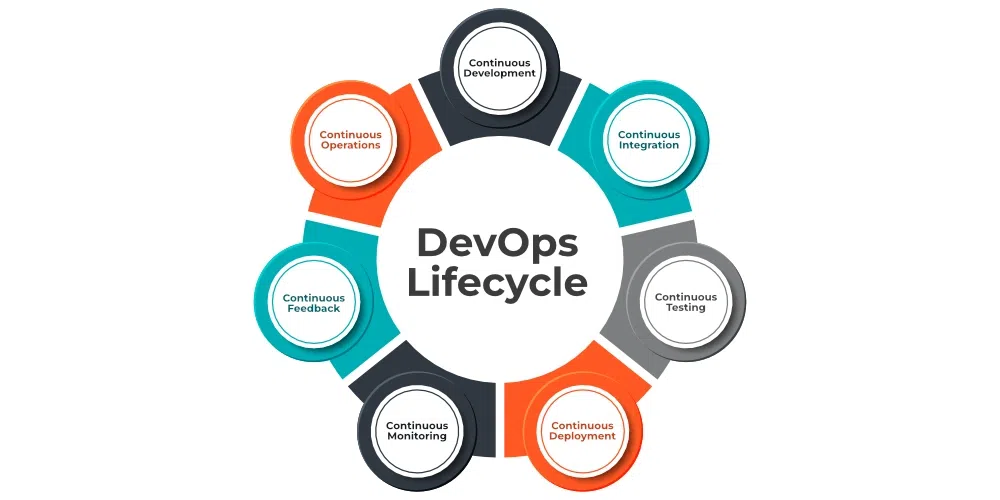 Continuous
Development
Continuous
Operations
Continuous
Integration
DevOps
Lifecycle
Continuous
Feedback
Continuous
Testing
Continuous
Monitoring
Continuous
Deployment